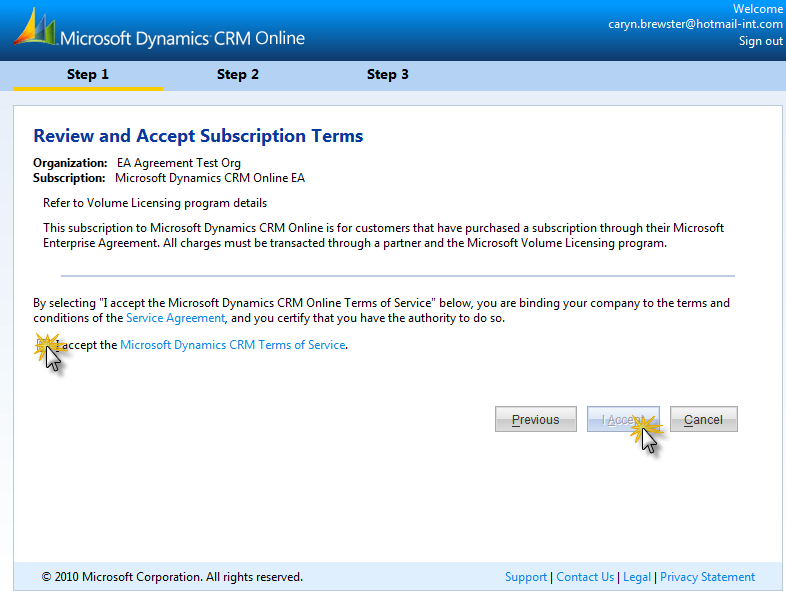 Welcome
caryn.brewster@hotmail-int.com
Sign out
Microsoft Dynamics CRM Online
Step 1 Step 2 Step 3
Review and Accept Subscription Terms
Organization: EA Agreement Test Org
Subscription: Microsoft Dynamics CRM Online EA
Refer to Volume Licensing program details
This subscription to Microsoft Dynamics CRM Online is for customers that have purchased a subscription through their Microsoft
Enterprise Agreement. All charges must be transacted through a partner and the Microsoft Volume Licensing program.
By selecting "I accept the Microsoft Dynamics CRM Online Terms of Service" below, you are binding your company to the terms and
conditions of the Service Agreement, and you certify that you have the authority to do so.
I accept the Microsoft Dynamics CRM Terms of Service.
Previous I Accept Cancel
© 2010 Microsoft Corporation. All rights reserved. Support | Contact Us | Legal | Privacy Statement